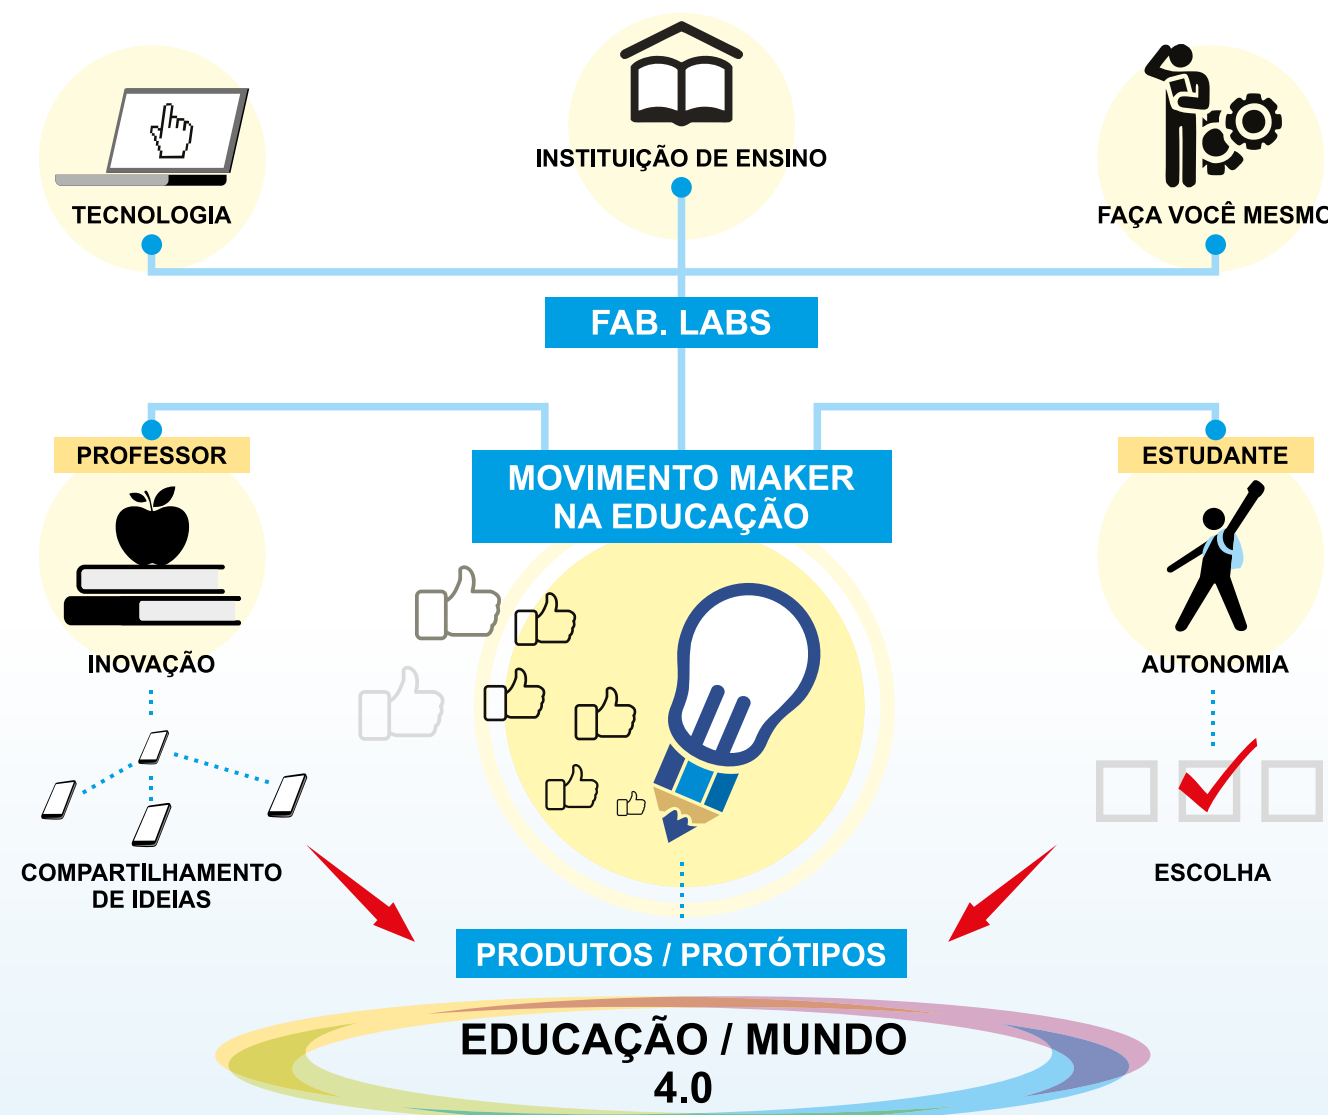 INSTITUIÇÃO DE ENSINO
TECNOLOGIA
FAÇA VOCÊ MESMO
FAB. LABS
PROFESSOR
MOVIMENTO MAKER
NA EDUCAÇÃO
ESTUDANTE
INOVAÇÃO
AUTONOMIA
COMPARTILHAMENTO
DE IDEIAS
ESCOLHA
PRODUTOS / PROTÓTIPOS
EDUCAÇÃO / MUNDO
4.0